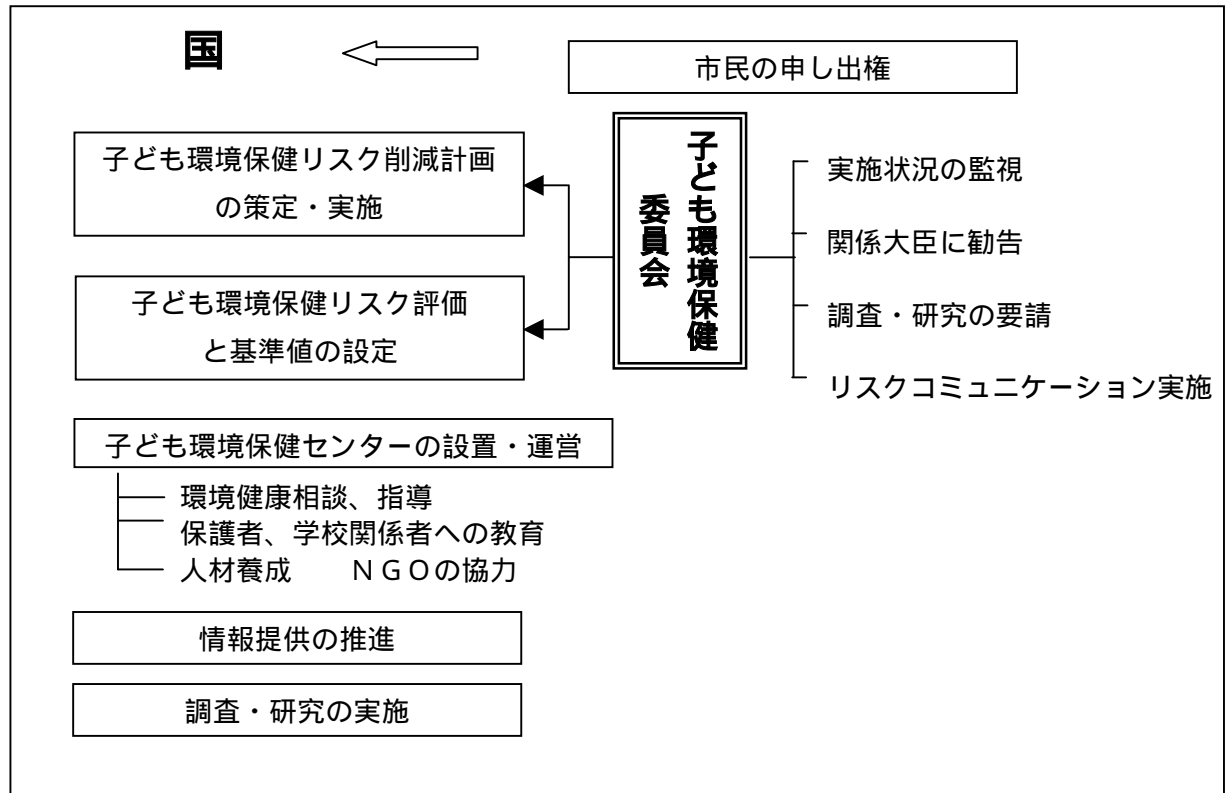 国
市民の申し出権
子ども環境保健リスク削減計画
の策定・実施
子ども環境保健リスク評価
と基準値の設定
子ども環境保健
委員会
実施状況の監視
関係大臣に勧告
調査・研究の要請
リスクコミュニケーション実施
子ども環境保健センターの設置・運営
環境健康相談、指導
保護者、学校関係者への教育
人材養成　　ＮＧＯの協力
情報提供の推進
調査・研究の実施